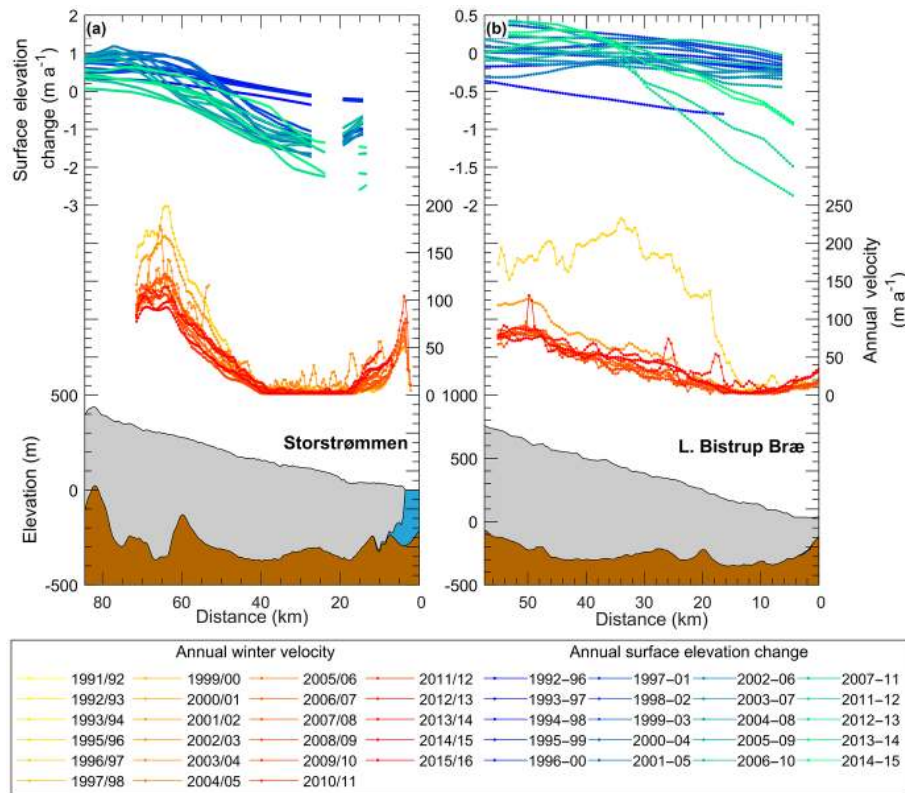 (a)
(b)
Surface elevation
change (m a⁻¹)
2
1
0
-1
-2
-3
0.5
0
-0.5
-1
-1.5
-2
200
150
100
50
0
250
200
150
100
50
0
Annual velocity
(m a⁻¹)
Elevation (m)
500
0
-500
1000
500
0
-500
Storstrømmen
L. Bistrup Bræ
80 60 40 20 0
Distance (km)
50 40 30 20 10 0
Distance (km)
Annual winter velocity
Annual surface elevation change
1991/92 1999/00 2005/06 2011/12 1992–96 1997–01 2002–06 2007–11
1992/93 2000/01 2006/07 2012/13 1993–97 1998–02 2003–07 2011–12
1993/94 2001/02 2007/08 2013/14 1994–98 1999–03 2004–08 2012–13
1995/96 2002/03 2008/09 2014/15 1995–99 2000–04 2005–09 2013–14
1996/97 2003/04 2009/10 2015/16 1996–00 2001–05 2006–10 2014–15
1997/98 2004/05 2010/11